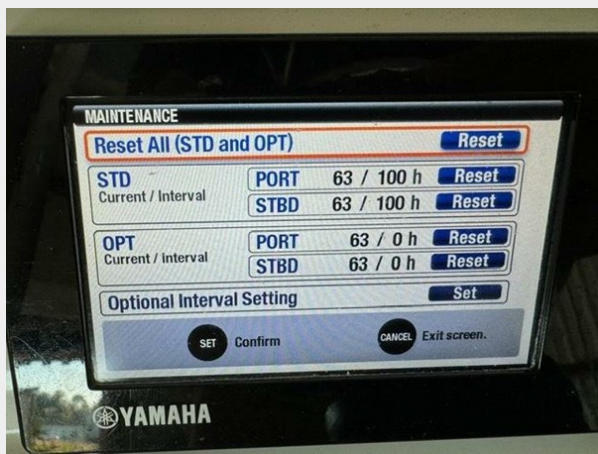 MAINTENANCE
Reset All (STD and OPT) Reset
STD PORT 63 / 100 h Reset
Current / Interval STBD 63 / 100 h Reset
OPT PORT 63 / 0 h Reset
Current / interval STBD 63 / 0 h Reset
Optional Interval Setting Set
SET Confirm CANCEL Exit screen.
YAMAHA